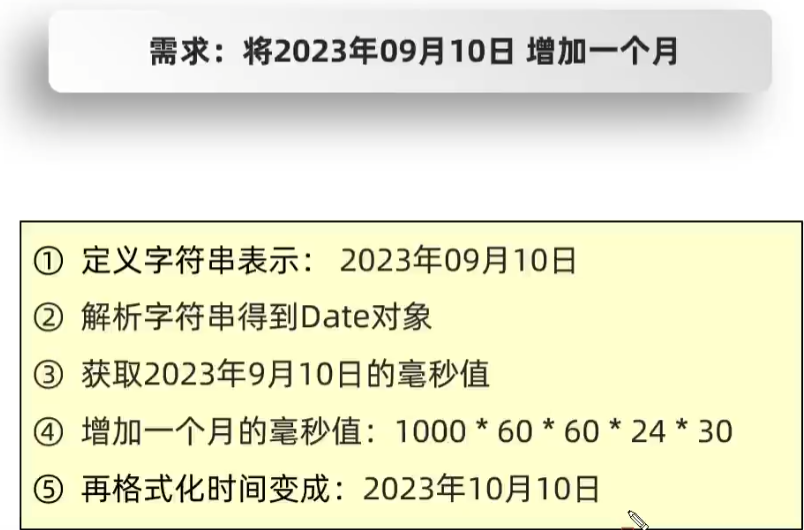 需求：将2023年09月10日 增加一个月
① 定义字符串表示： 2023年09月10日
② 解析字符串得到Date对象
③ 获取2023年9月10日的毫秒值
④ 增加一个月的毫秒值：1000 * 60 * 60 * 24 * 30
⑤ 再格式化时间变成：2023年10月10日